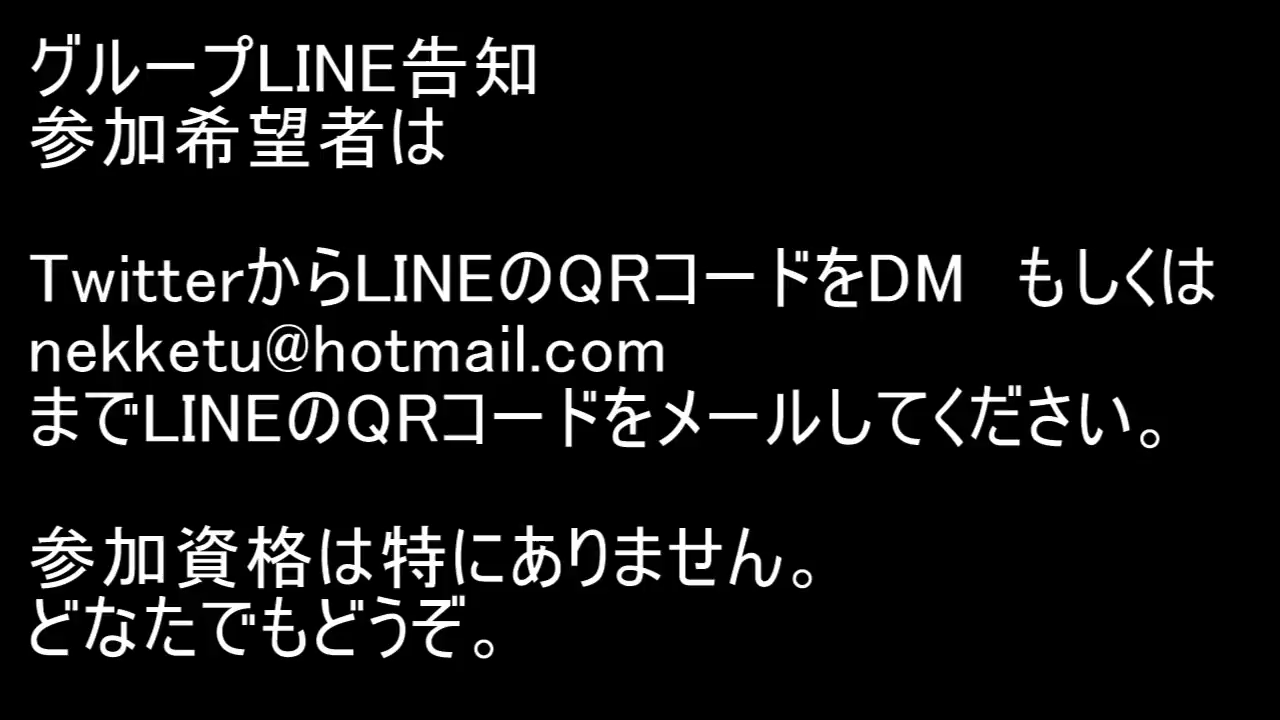 グループLINE告知
参加希望者は
TwitterからLINEのQRコードをDM　もしくは
nekketu@hotmail.com
までLINEのQRコードをメールしてください。
参加資格は特にありません。
どなたでもどうぞ。